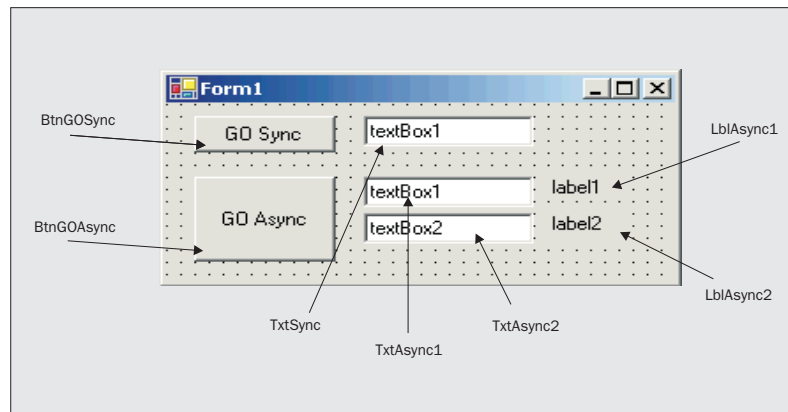 Form1
BtnGOSync
GO Sync
textBox1
LblAsync1
textBox1
label1
BtnGOAsync
GO Async
textBox2
label2
LblAsync2
TxtSync
TxtAsync2
TxtAsync1